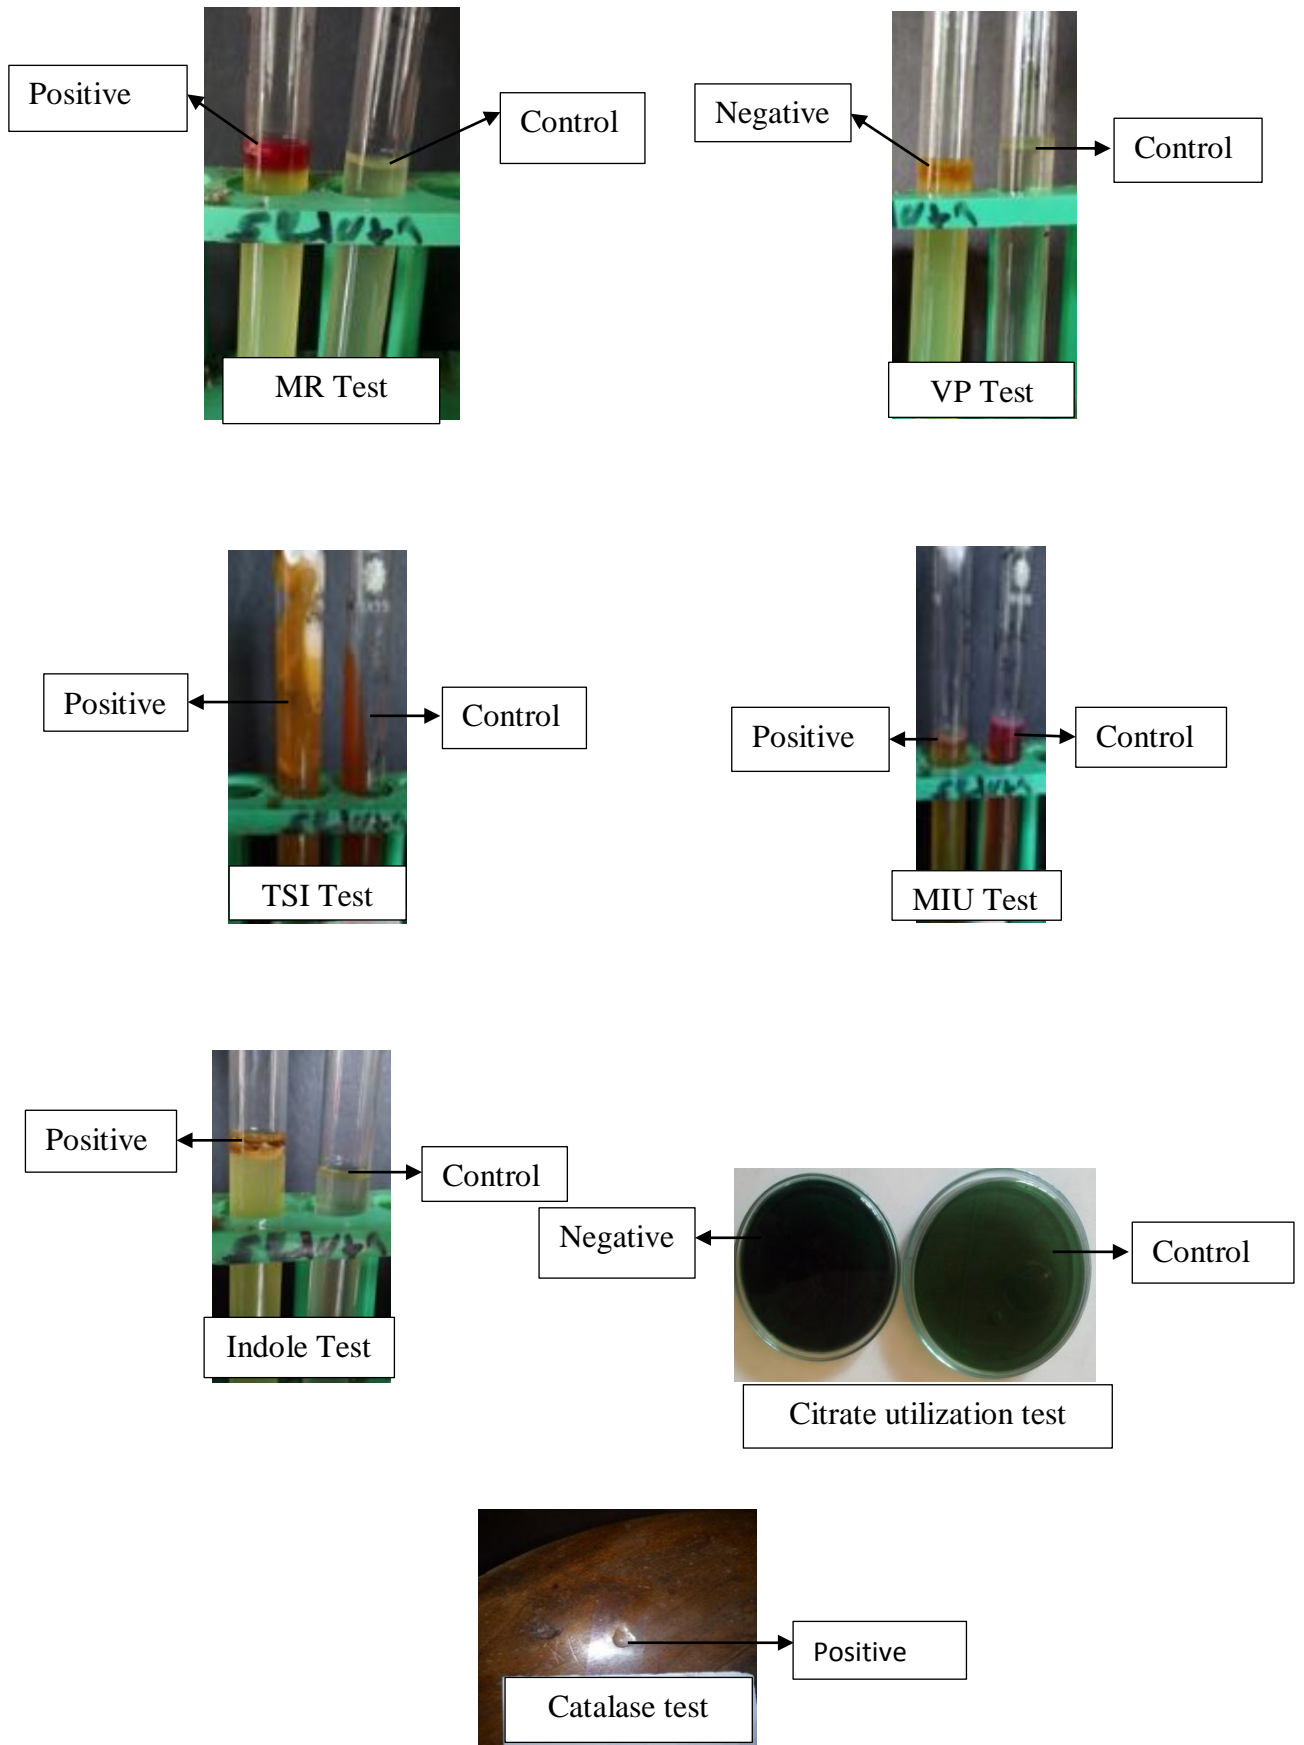 Positive
Control
MR Test
Negative
Control
VP Test
Positive
Control
TSI Test
Positive
Control
MIU Test
Positive
Control
Indole Test
Negative
Control
Citrate utilization test
Positive
Catalase test